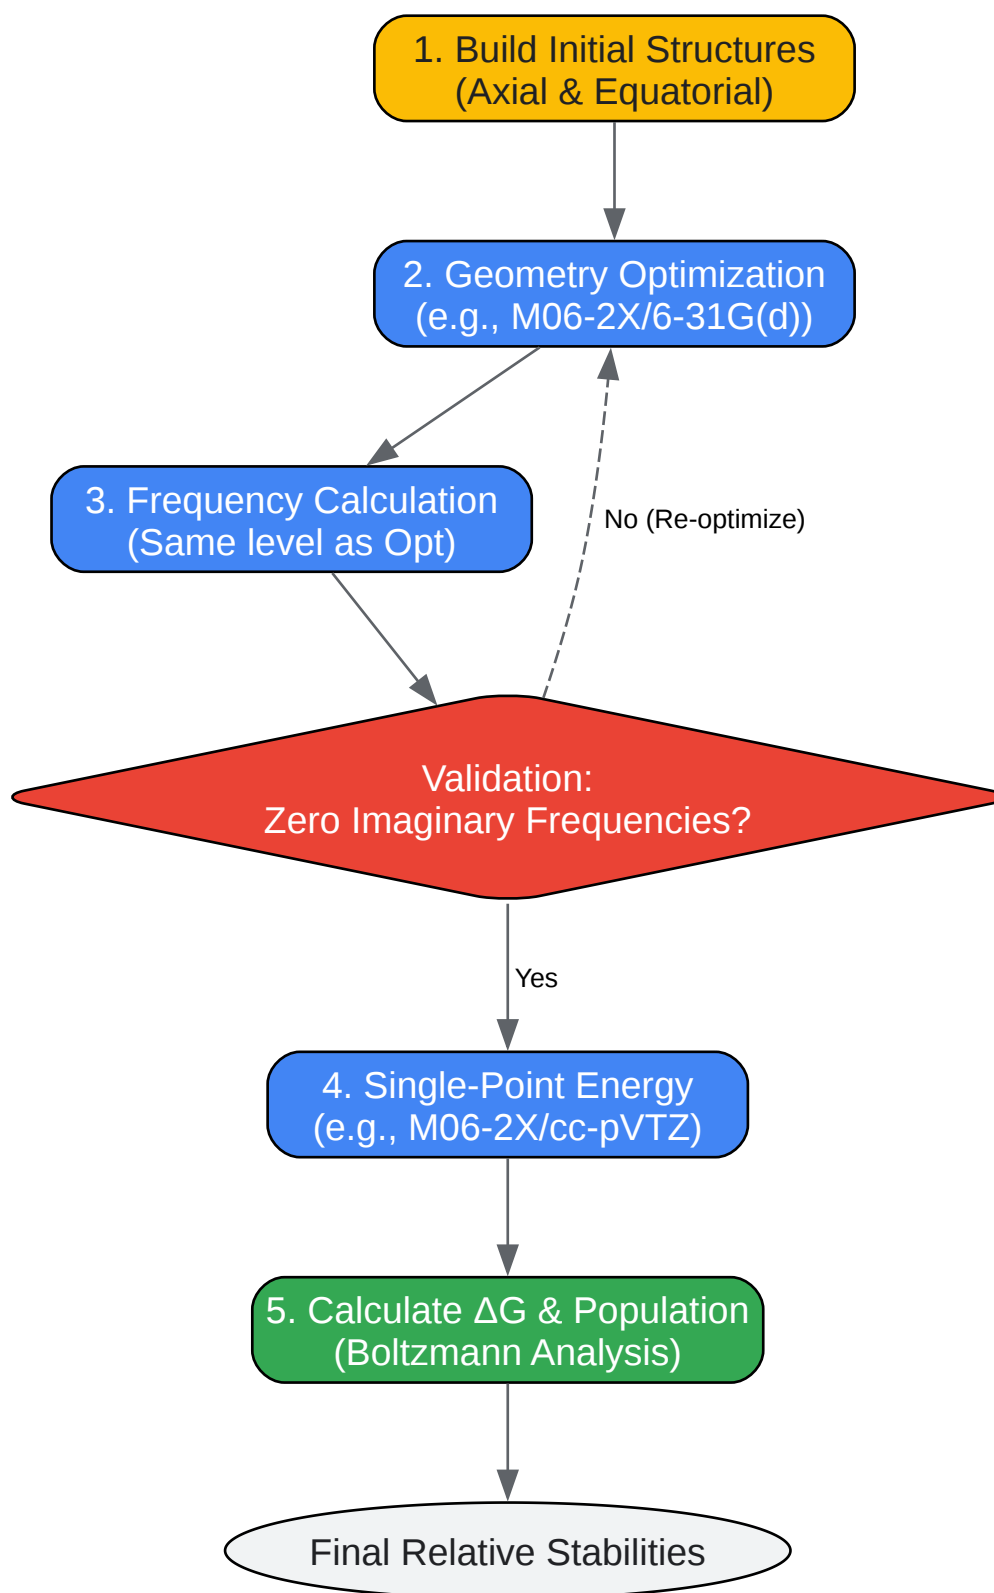 1. Build Initial Structures
(Axial & Equatorial)
2. Geometry Optimization
(e.g., M06-2X/6-31G(d))
3. Frequency Calculation
(Same level as Opt)
No (Re-optimize)
Validation:
Zero Imaginary Frequencies?
Yes
4. Single-Point Energy
(e.g., M06-2X/cc-pVTZ)
5. Calculate ΔG & Population
(Boltzmann Analysis)
Final Relative Stabilities